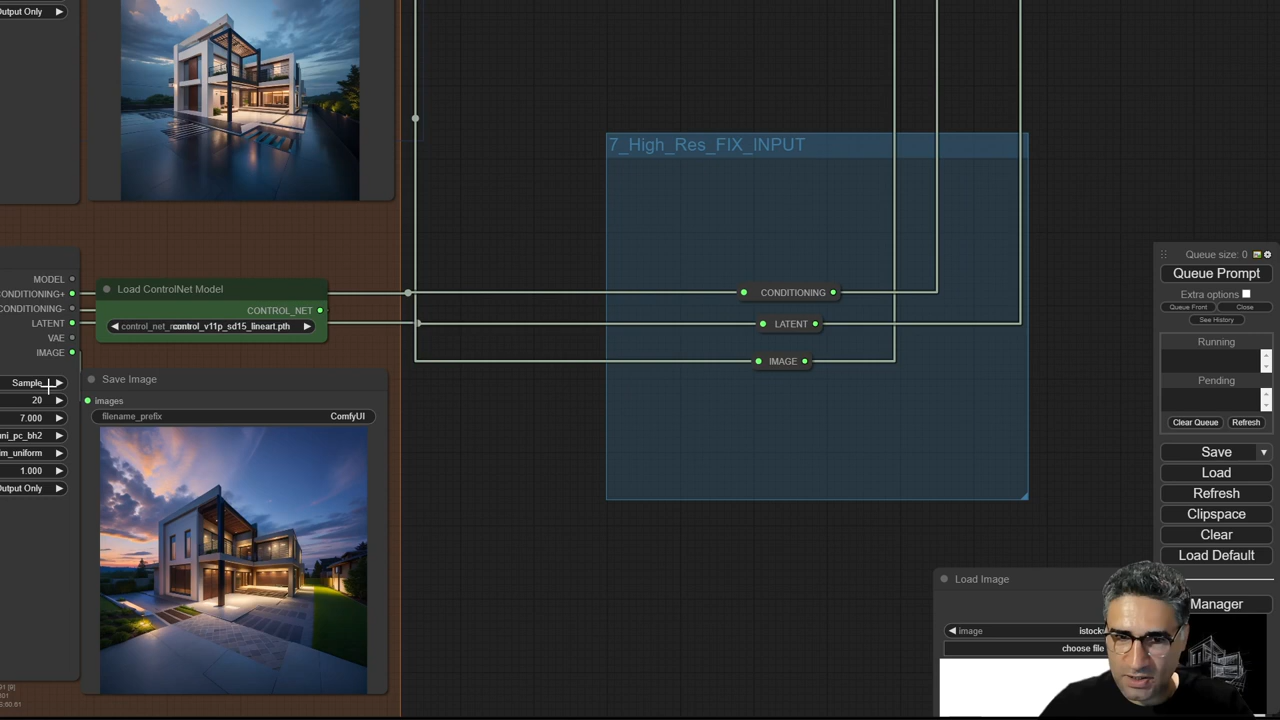 Output Only
7_High_Res_FIX_INPUT
MODEL
CONDITIONING+
CONDITIONING-
LATENT
VAE
IMAGE
Sample
20
7.000
uni_pc_bh2
1.000
Output Only
Load ControlNet Model
CONTROL_NET
control_v11p_sd15_lineart.pth
Save Image
images
filename_prefix
ComfyUI
CONDITIONING
LATENT
IMAGE
Load Image
image
choose file
Queue size: 0
Queue Prompt
Extra options
Queue Front
Close
See History
Running
Pending
Clear Queue
Refresh
Save
Load
Refresh
Clipspace
Clear
Load Default
Manager